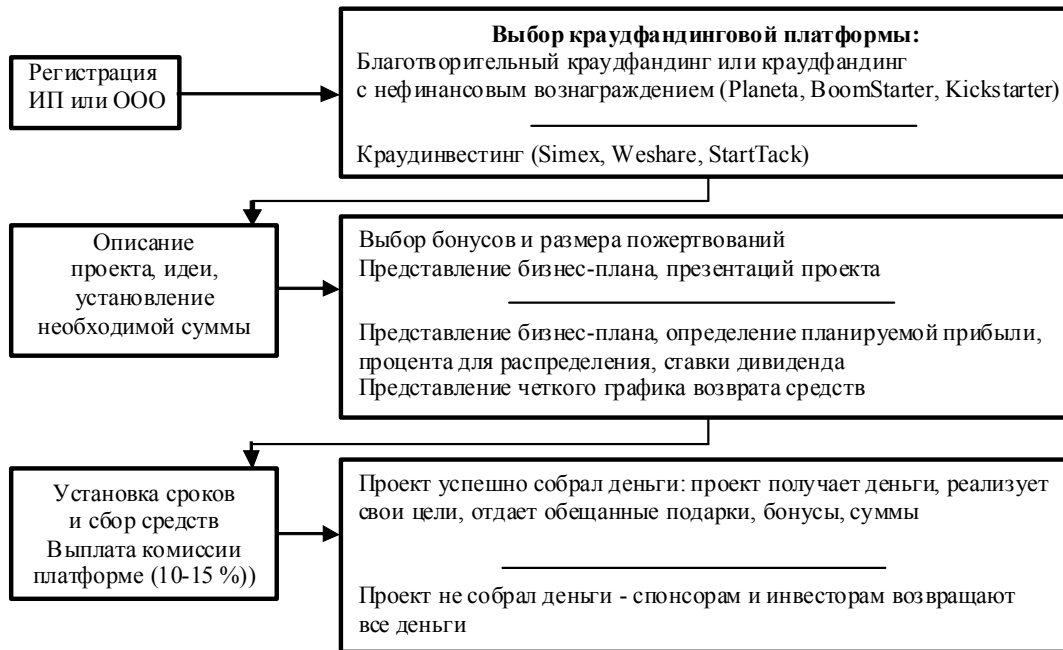 Регистрация
ИП или ООО
Выбор краудфандинговой платформы:
Благотворительный краудфандинг или краудфандинг
с нефинансовым вознаграждением (Planeta, BoomStarter, Kickstarter)
Краудинвестинг (Simex, Weshare, StartTack)
Описание
проекта, идеи,
установление
необходимой суммы
Выбор бонусов и размера пожертвований
Представление бизнес-плана, презентаций проекта
Представление бизнес-плана, определение планируемой прибыли,
процента для распределения, ставки дивиденда
Представление четкого графика возврата средств
Установка сроков
и сбор средств
Выплата комиссии
платформе (10-15 %))
Проект успешно собрал деньги: проект получает деньги, реализует
свои цели, отдает обещанные подарки, бонусы, суммы
Проект не собрал деньги - спонсорам и инвесторам возвращают
все деньги